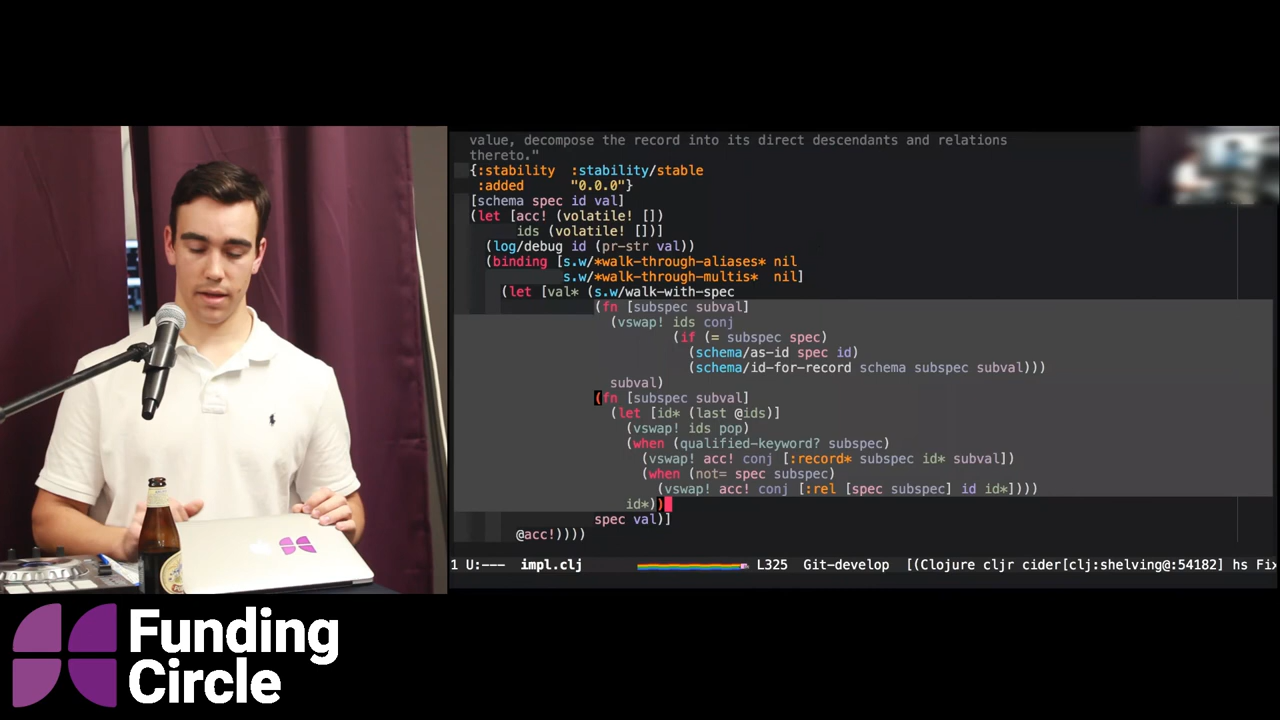 value, decompose the record into its direct descendants and relations
thereto."
{:stability  :stability/stable
:added      "0.0.0"}
[schema spec id val]
(let [acc! (volatile! [])
ids (volatile! [])]
(log/debug id (pr-str val))
(binding [s.w/*walk-through-aliases* nil
s.w/*walk-through-multis*  nil]
(let [val* (s.w/walk-with-spec
(fn [subspec subval]
(vswap! ids conj
(if (= subspec spec)
(schema/as-id spec id)
(schema/id-for-record schema subspec subval)))
subval)
(fn [subspec subval]
(let [id* (last @ids)]
(vswap! ids pop)
(when (qualified-keyword? subspec)
(vswap! acc! conj [:record* subspec id* subval])
(when (not= spec subspec)
(vswap! acc! conj [:rel [spec subspec] id id*])))
id*))
spec val)]
@acc!))))
1 U:---  impl.clj  L325  Git-develop  [(Clojure cljr cider[clj:shelving@:54182] hs Fix
Funding
Circle